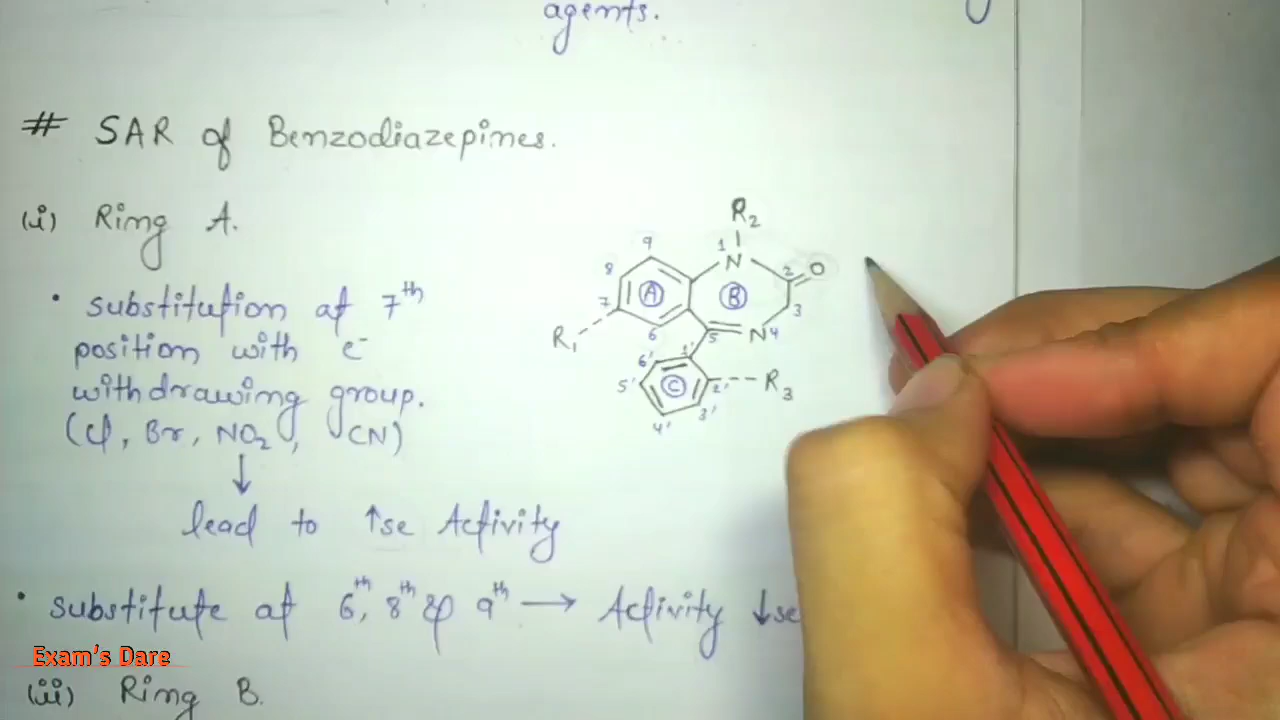 agents.
# SAR of Benzodiazepines.
(i) Ring A.
• substitution at 7th
position with e-
withdrawing group.
(Cl, Br, NO2, CN)
↓
lead to ↑se Activity
• substitute at 6th, 8th & 9th → Activity ↓se
(ii) Ring B.
R2
9 1 N
8 2 O
A B
7 3
6 5 N 4
R1
6' 1'
5' C 2' R3
4' 3'
Exam's Dare